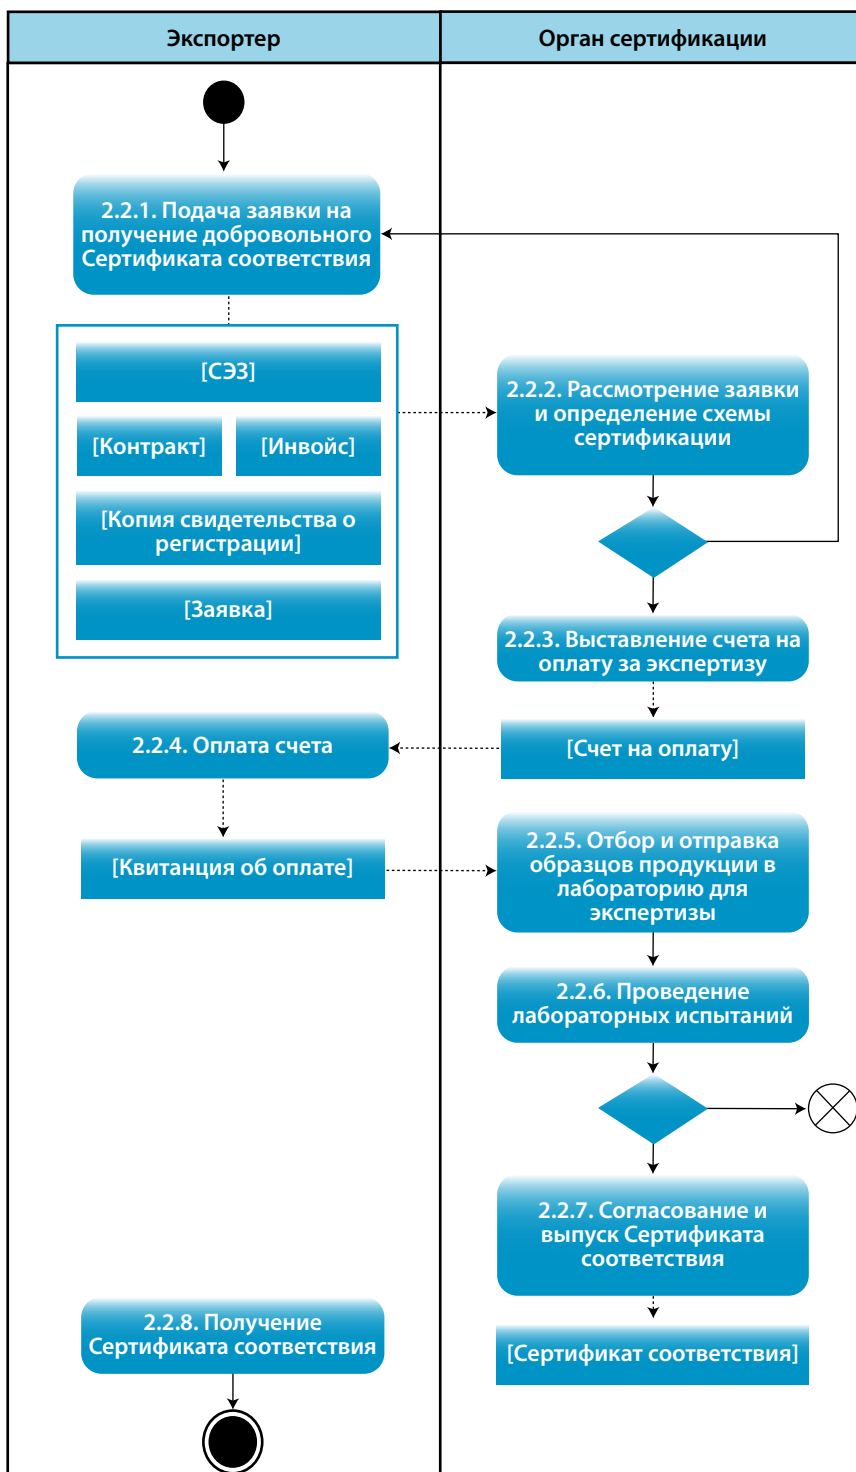 Экспортер
Орган сертификации
2.2.1. Подача заявки на
получение добровольного
Сертификата соответствия
[СЭЗ]
[Контракт]
[Инвойс]
[Копия свидетельства о
регистрации]
[Заявка]
2.2.2. Рассмотрение заявки
и определение схемы
сертификации
2.2.3. Выставление счета на
оплату за экспертизу
[Счет на оплату]
2.2.4. Оплата счета
[Квитанция об оплате]
2.2.5. Отбор и отправка
образцов продукции в
лабораторию для
экспертизы
2.2.6. Проведение
лабораторных испытаний
2.2.7. Согласование и
выпуск Сертификата
соответствия
[Сертификат соответствия]
2.2.8. Получение
Сертификата соответствия